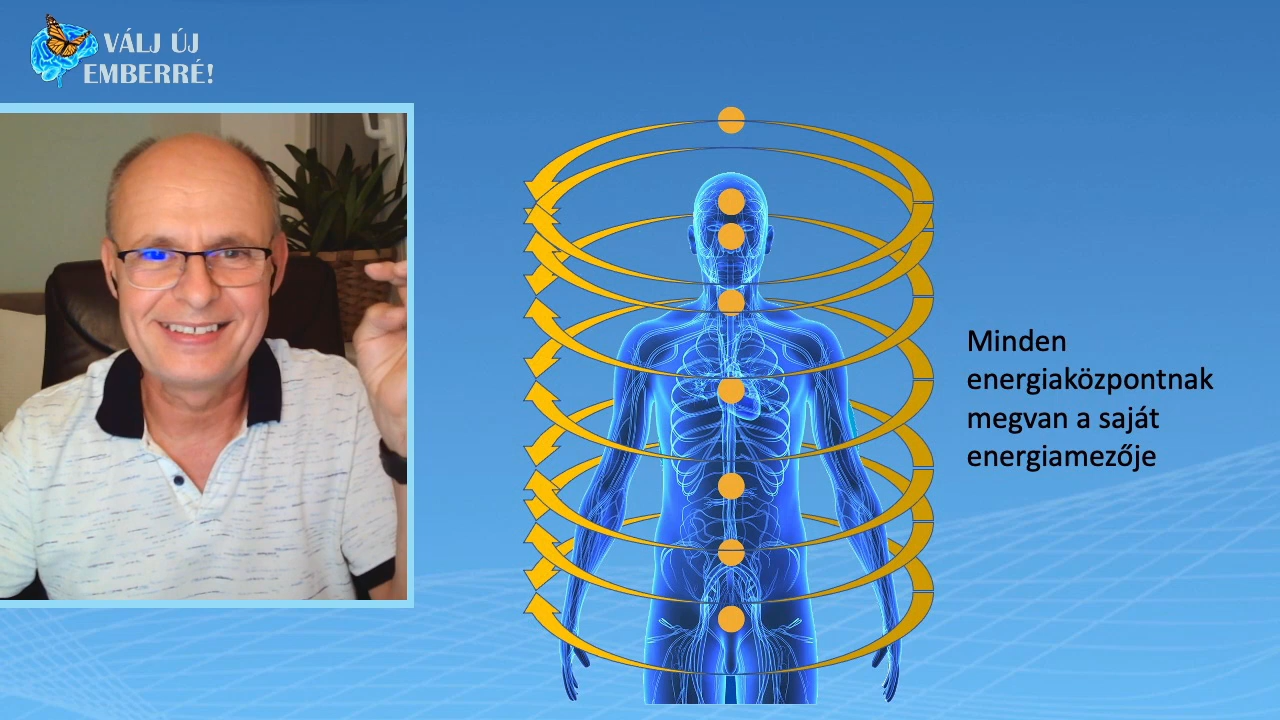 VÁLJ ÚJ
EMBERRÉ!
Minden
energiaközpontnak
megvan a saját
energiamezője